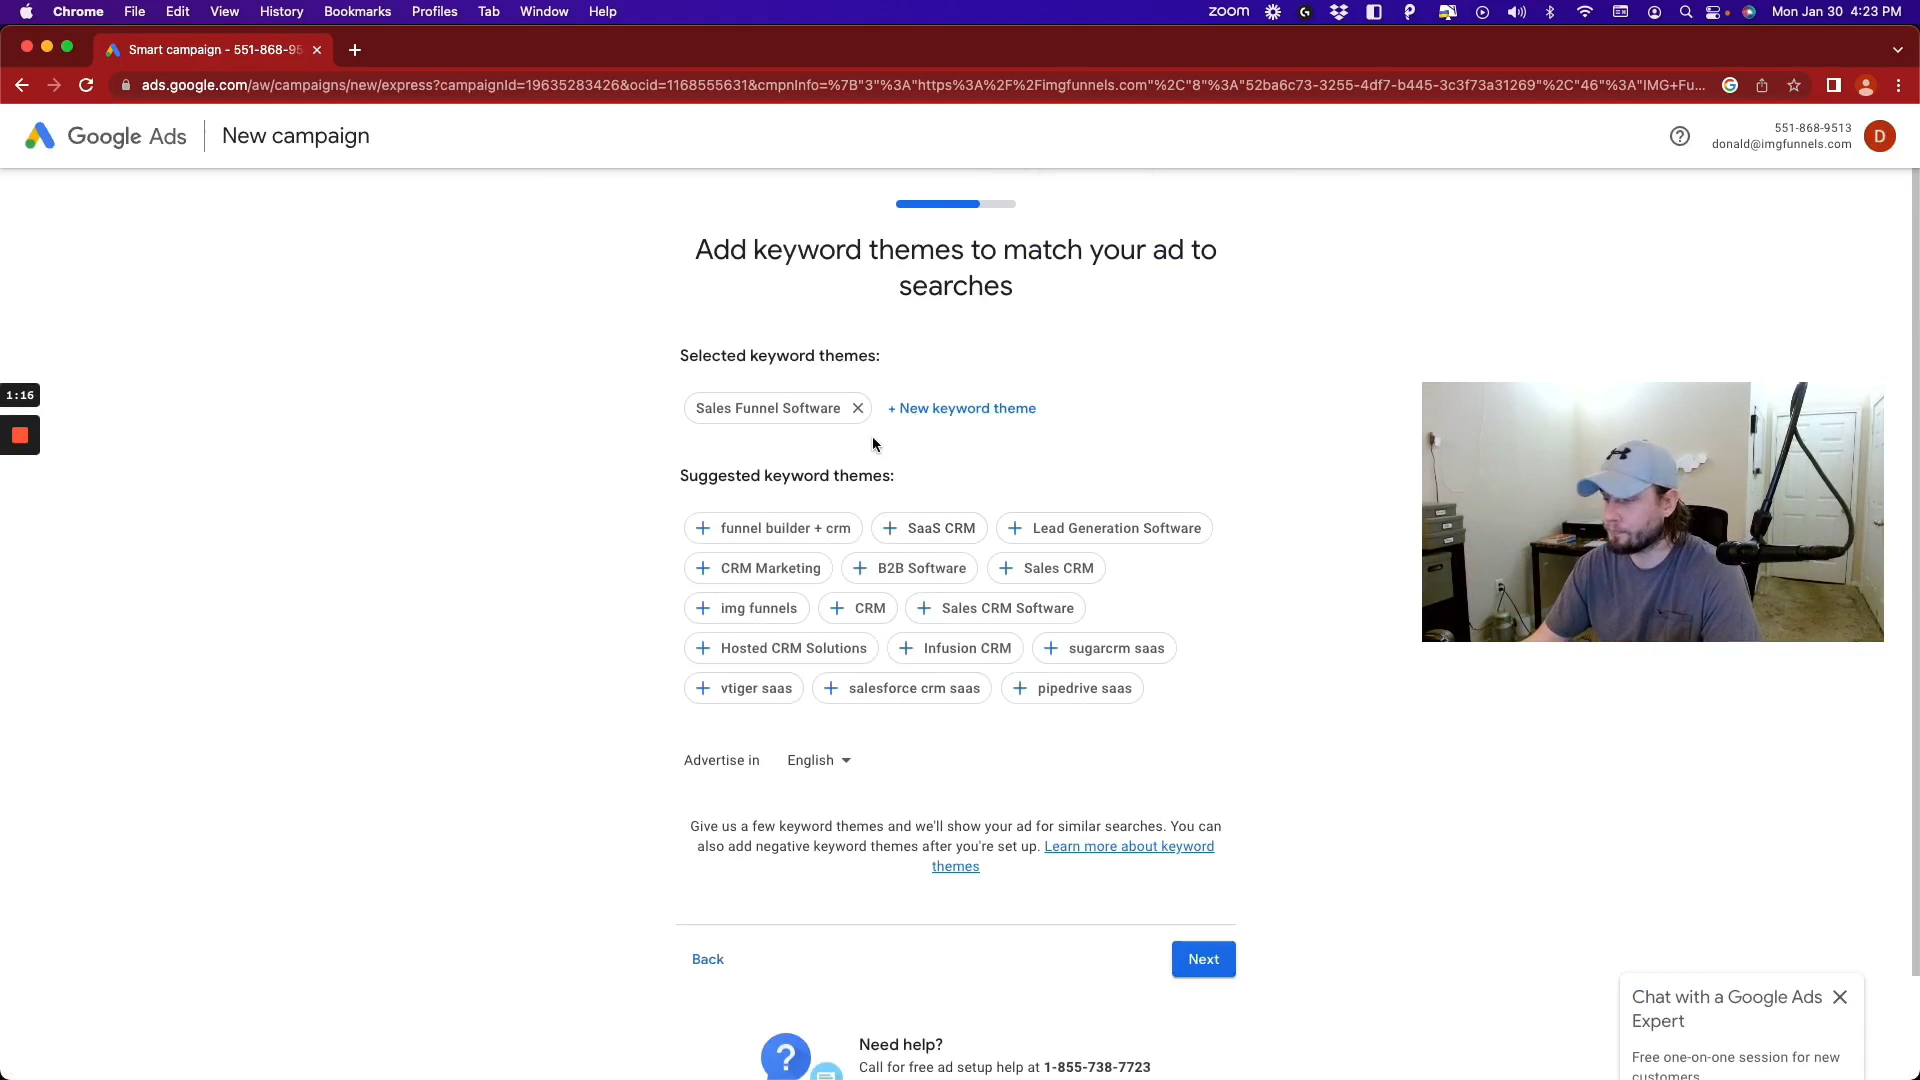 Chrome File Edit View History Bookmarks Profiles Tab Window Help zoom Mon Jan 30 4:23 PM
Smart campaign - 551-868-95
ads.google.com/aw/campaigns/new/express?campaignId=19635283426&ocid=1168555631&cmpnInfo=%7B"3"%3A"https%3A%2F%2Fimgfunnels.com"%2C"8"%3A"52ba6c73-3255-4df7-b445-3c3f73a31269"%2C"46"%3A"IMG+Fu...
Google Ads New campaign
551-868-9513
donald@imgfunnels.com
D
Add keyword themes to match your ad to
searches
Selected keyword themes:
1:16
Sales Funnel Software + New keyword theme
Suggested keyword themes:
funnel builder + crm SaaS CRM Lead Generation Software
CRM Marketing B2B Software Sales CRM
img funnels CRM Sales CRM Software
Hosted CRM Solutions Infusion CRM sugarcrm saas
vtiger saas salesforce crm saas pipedrive saas
Advertise in English
Give us a few keyword themes and we'll show your ad for similar searches. You can
also add negative keyword themes after you're set up. Learn more about keyword
themes
Back Next
Chat with a Google Ads
Expert
Free one-on-one session for new
customers
Need help?
Call for free ad setup help at 1-855-738-7723